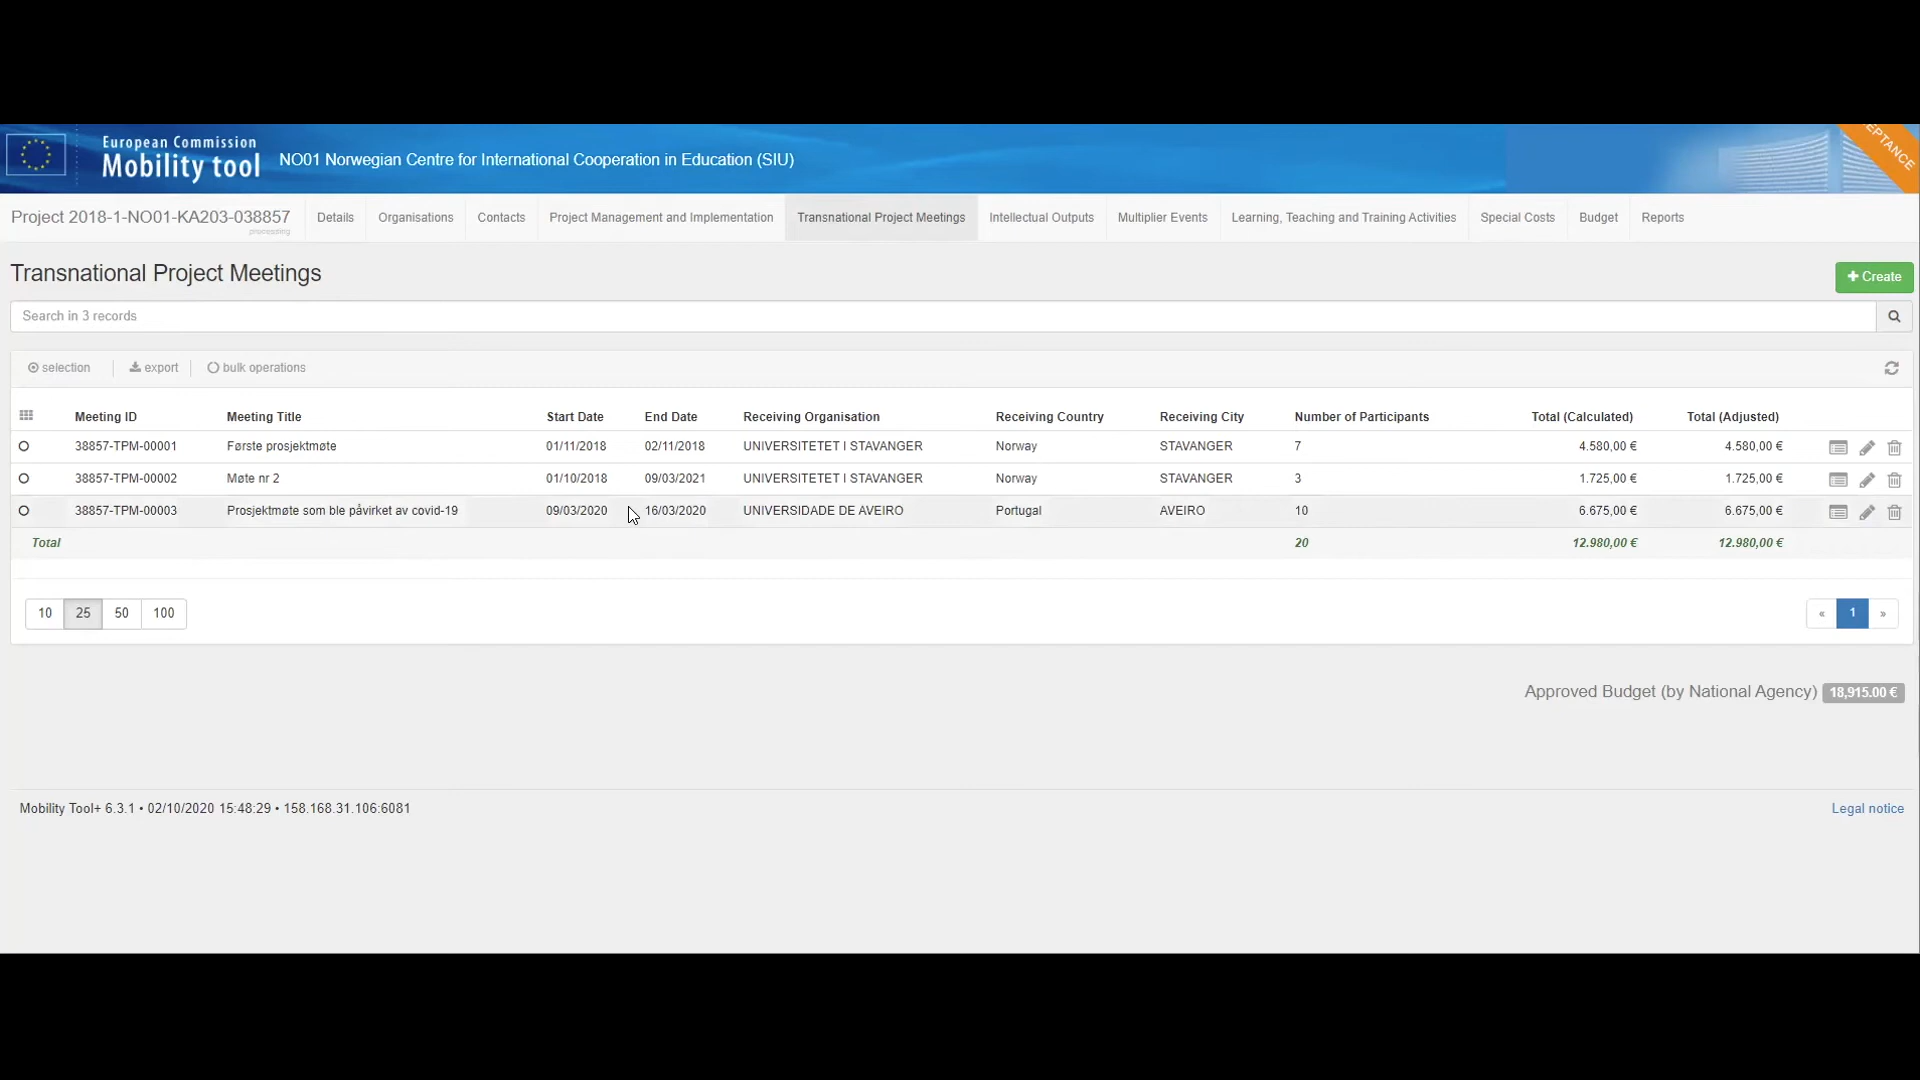 European Commission
Mobility tool
NO01 Norwegian Centre for International Cooperation in Education (SIU)
EPTANCE
Project 2018-1-NO01-KA203-038857
processing
Details Organisations Contacts Project Management and Implementation Transnational Project Meetings Intellectual Outputs Multiplier Events Learning, Teaching and Training Activities Special Costs Budget Reports
Transnational Project Meetings
Create
Search in 3 records
selection export bulk operations
Meeting ID Meeting Title Start Date End Date Receiving Organisation Receiving Country Receiving City Number of Participants Total (Calculated) Total (Adjusted)
38857-TPM-00001 Første prosjektmøte 01/11/2018 02/11/2018 UNIVERSITETET I STAVANGER Norway STAVANGER 7 4.580,00 € 4.580,00 €
38857-TPM-00002 Møte nr 2 01/10/2018 09/03/2021 UNIVERSITETET I STAVANGER Norway STAVANGER 3 1.725,00 € 1.725,00 €
38857-TPM-00003 Prosjektmøte som ble påvirket av covid-19 09/03/2020 16/03/2020 UNIVERSIDADE DE AVEIRO Portugal AVEIRO 10 6.675,00 € 6.675,00 €
Total 20 12.980,00 € 12.980,00 €
10 25 50 100 « 1 »
Approved Budget (by National Agency) 18,915.00 €
Mobility Tool+ 6.3.1 • 02/10/2020 15:48:29 • 158.168.31.106:6081 Legal notice